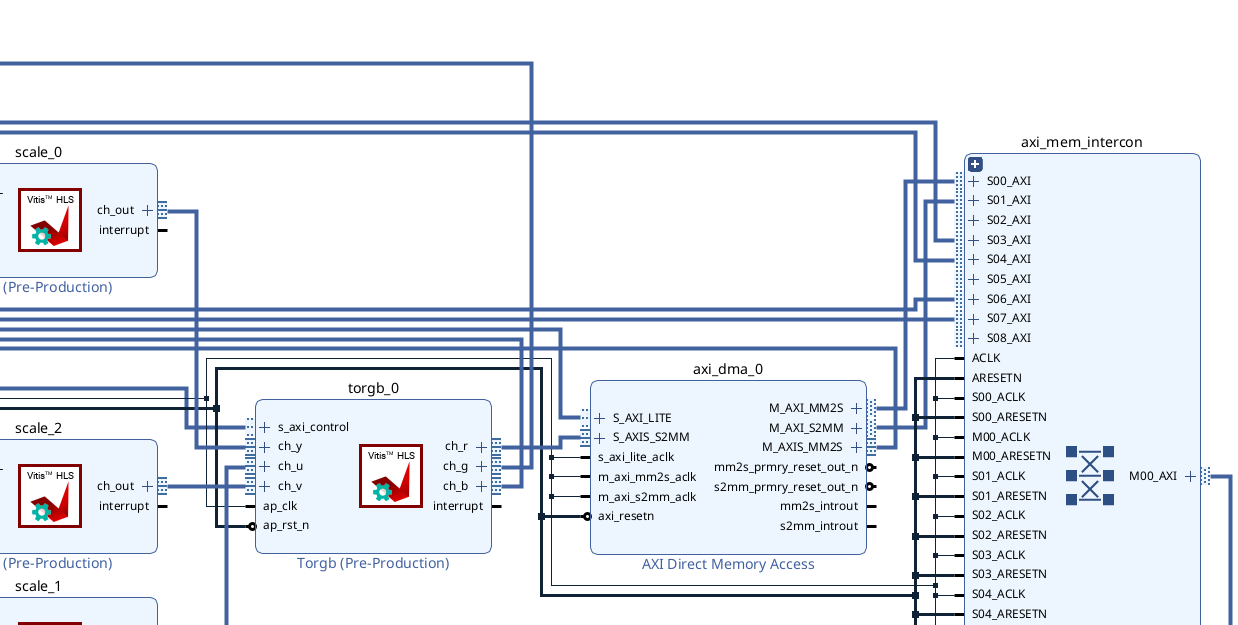 scale_0
Vitis™ HLS
ch_out
interrupt
(Pre-Production)
scale_2
Vitis™ HLS
ch_out
interrupt
(Pre-Production)
scale_1
torgb_0
s_axi_control
ch_y
ch_u
ch_v
ap_clk
ap_rst_n
Vitis™ HLS
ch_r
ch_g
ch_b
interrupt
Torgb (Pre-Production)
axi_dma_0
S_AXI_LITE
S_AXIS_S2MM
s_axi_lite_aclk
m_axi_mm2s_aclk
m_axi_s2mm_aclk
axi_resetn
M_AXI_MM2S
M_AXI_S2MM
M_AXIS_MM2S
mm2s_prmry_reset_out_n
s2mm_prmry_reset_out_n
mm2s_introut
s2mm_introut
AXI Direct Memory Access
axi_mem_intercon
S00_AXI
S01_AXI
S02_AXI
S03_AXI
S04_AXI
S05_AXI
S06_AXI
S07_AXI
S08_AXI
ACLK
ARESETN
S00_ACLK
S00_ARESETN
M00_ACLK
M00_ARESETN
S01_ACLK
S01_ARESETN
S02_ACLK
S02_ARESETN
S03_ACLK
S03_ARESETN
S04_ACLK
S04_ARESETN
M00_AXI